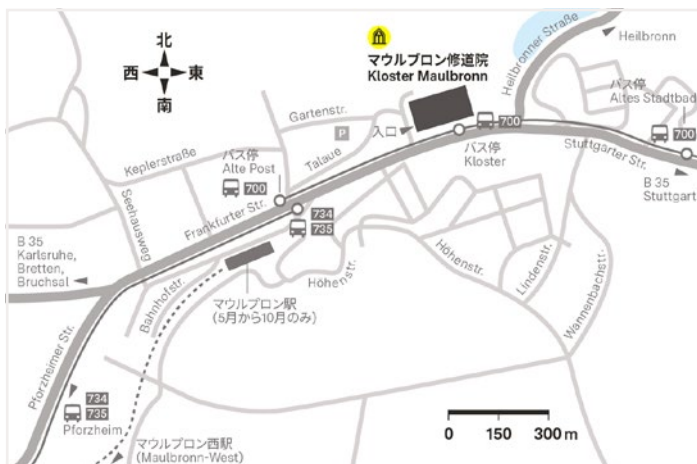 北
西
東
南
マウルブロン修道院
Kloster Maulbronn
Heilbronner Straße
Heilbronn
バス停
Altes Stadtbad
700
Gartenstr.
P
入口
700
バス停
Kloster
Talaue
Stuttgarter Str.
B 35
Stuttgart
Keplerstraße
バス停
Alte Post
700
Seehausweg
Frankfurter Str.
734
735
B 35
Karlsruhe,
Bretten,
Bruchsal
Bahnhofstr.
Höhenstr.
Höhenstr.
Lindenstr.
Wannenbachstr.
マウルブロン駅
(5月から10月のみ)
Pforzheimer Str.
734
735
Pforzheim
マウルブロン西駅
(Maulbronn-West)
0 150 300 m